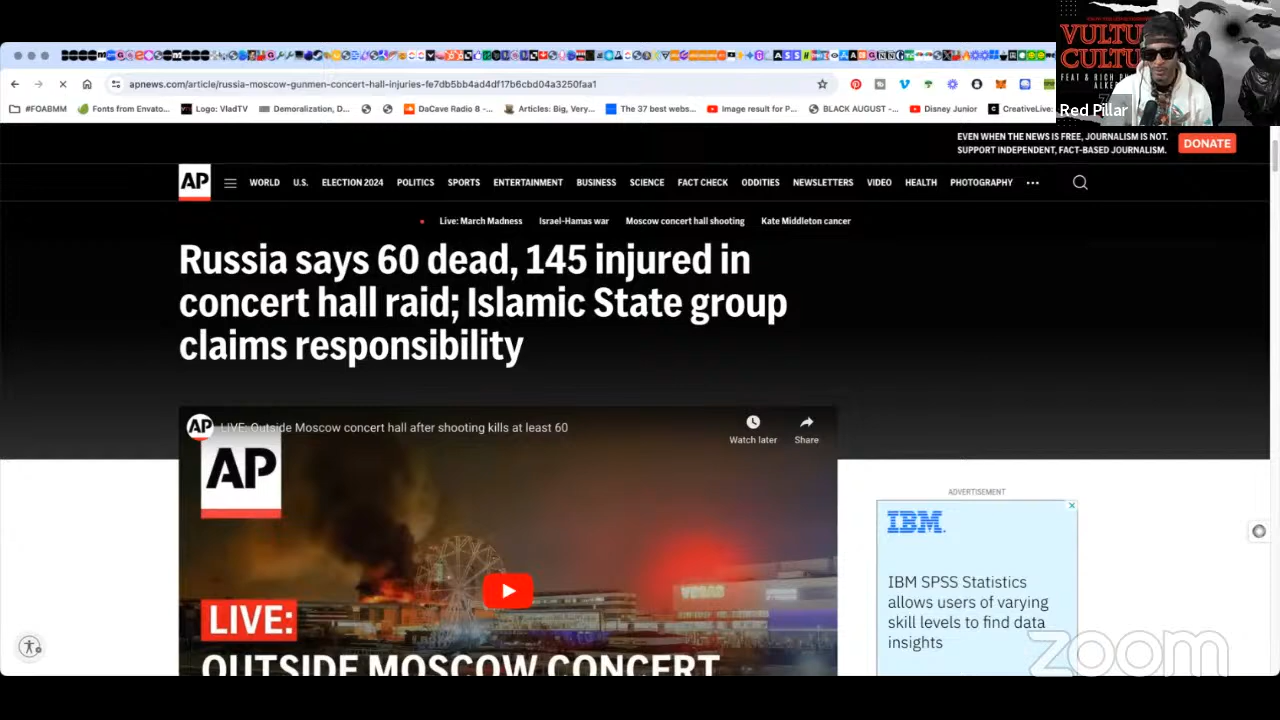 VULTU
CULTU
FEAT & RICH P
ALKE
Red Pillar
apnews.com/article/russia-moscow-gunmen-concert-hall-injuries-fe7db5bb4ad4df17b6cbd04a3250faa1
#FOABMM
Fonts from Envato...
Logo: VladTV
Demoralization, D...
DaCave Radio 8 -...
Articles: Big, Very...
The 37 best webs...
Image result for P...
BLACK AUGUST -...
Disney Junior
CreativeLive:
EVEN WHEN THE NEWS IS FREE, JOURNALISM IS NOT.
SUPPORT INDEPENDENT, FACT-BASED JOURNALISM.
DONATE
AP
WORLD U.S. ELECTION 2024 POLITICS SPORTS ENTERTAINMENT BUSINESS SCIENCE FACT CHECK ODDITIES NEWSLETTERS VIDEO HEALTH PHOTOGRAPHY ...
Live: March Madness Israel-Hamas war Moscow concert hall shooting Kate Middleton cancer
Russia says 60 dead, 145 injured in
concert hall raid; Islamic State group
claims responsibility
AP
LIVE: Outside Moscow concert hall after shooting kills at least 60
Watch later
Share
AP
VEGAS
LIVE:
OUTSIDE MOSCOW CONCERT
ADVERTISEMENT
IBM
IBM SPSS Statistics
allows users of varying
skill levels to find data
insights
zoom